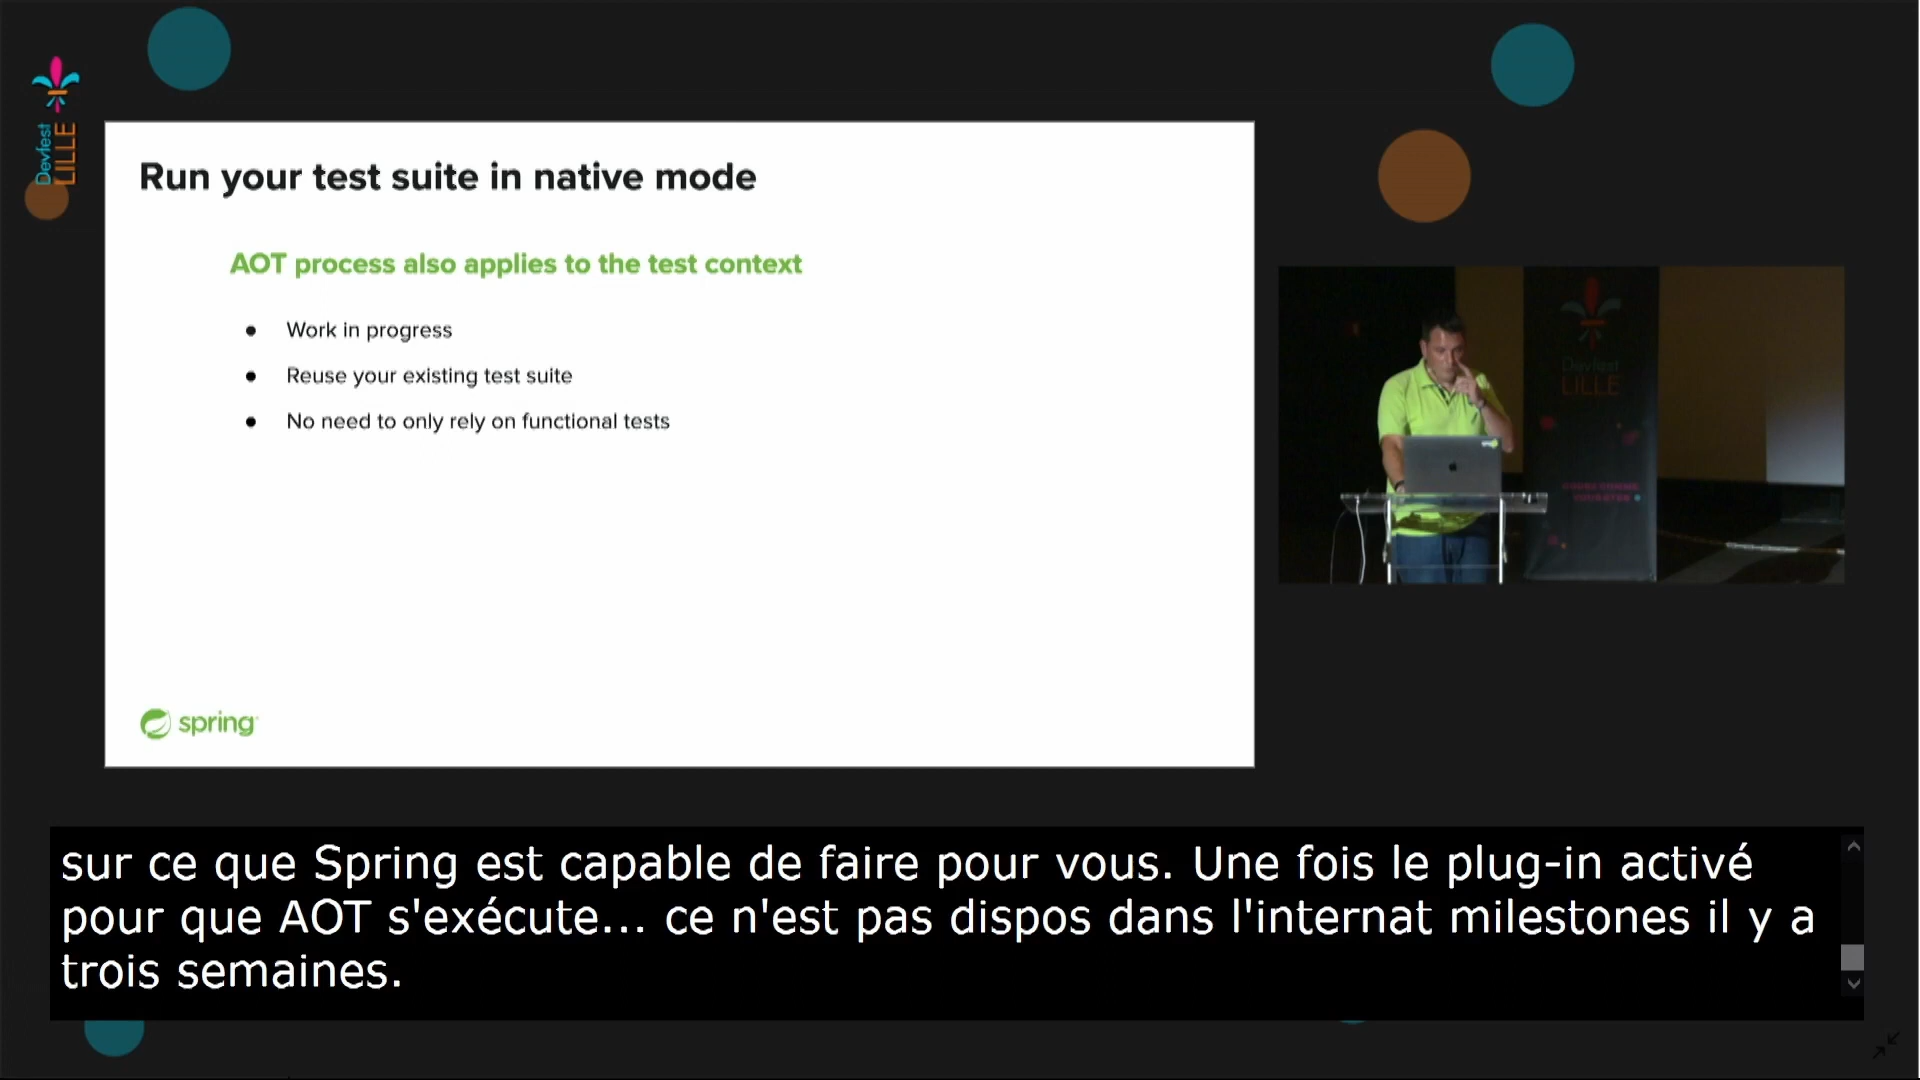 Devfest
LILLE
Run your test suite in native mode
AOT process also applies to the test context
● Work in progress
● Reuse your existing test suite
● No need to only rely on functional tests
spring
Devfest
LILLE
sur ce que Spring est capable de faire pour vous. Une fois le plug-in activé
pour que AOT s'exécute... ce n'est pas dispos dans l'internat milestones il y a
trois semaines.